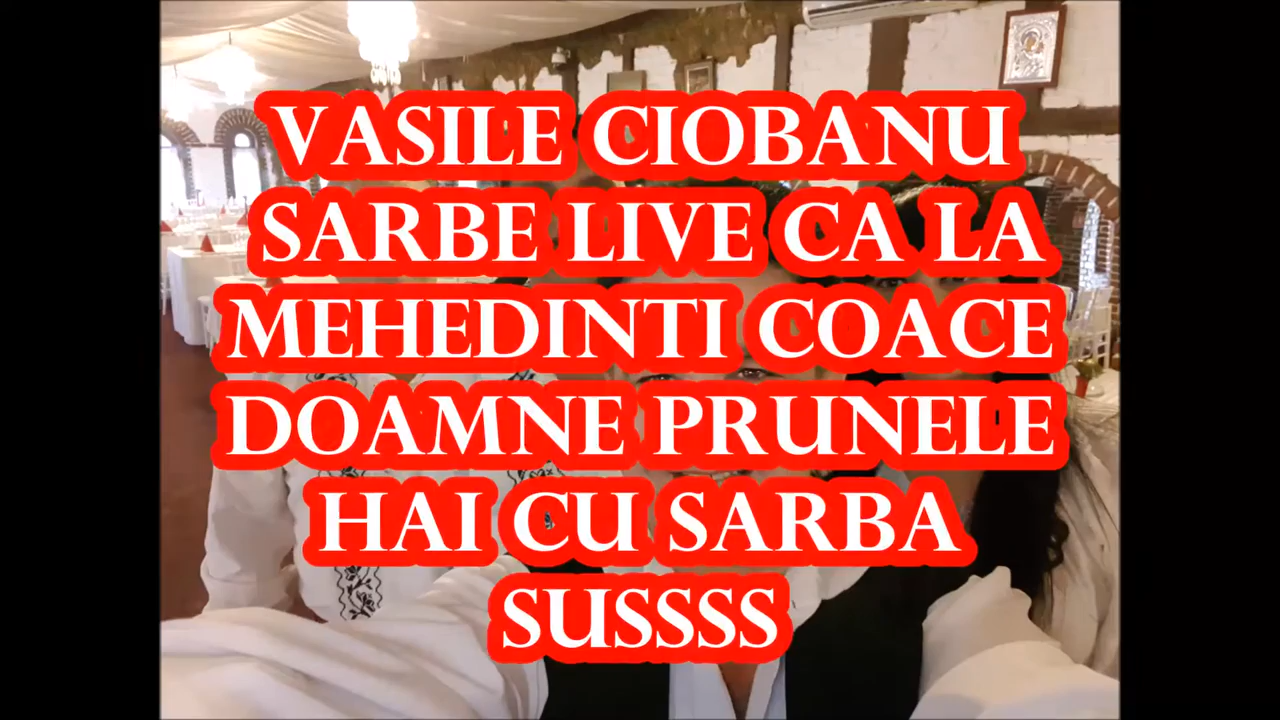 VASILE CIOBANU
SARBE LIVE CA LA
MEHEDINTI COACE
DOAMNE PRUNELE
HAI CU SARBA
SUSSSS